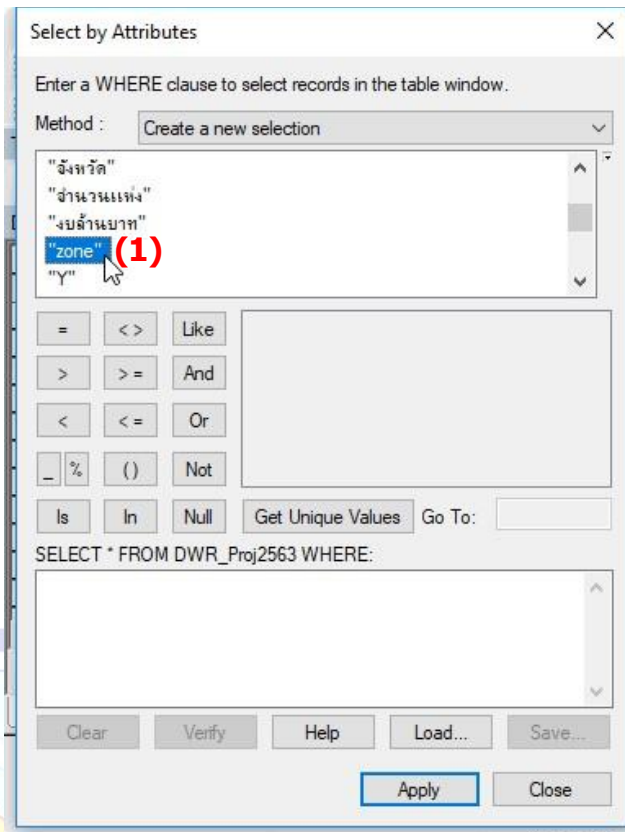 Select by Attributes
Enter a WHERE clause to select records in the table window.
Method : Create a new selection
"จังหวัด"
"จำนวนแห่ง"
"งบล้านบาท"
"zone" (1)
"Y"
= < > Like
> > = And
< < = Or
_ % () Not
Is In Null Get Unique Values Go To:
SELECT * FROM DWR_Proj2563 WHERE:
Clear Verify Help Load... Save...
Apply Close